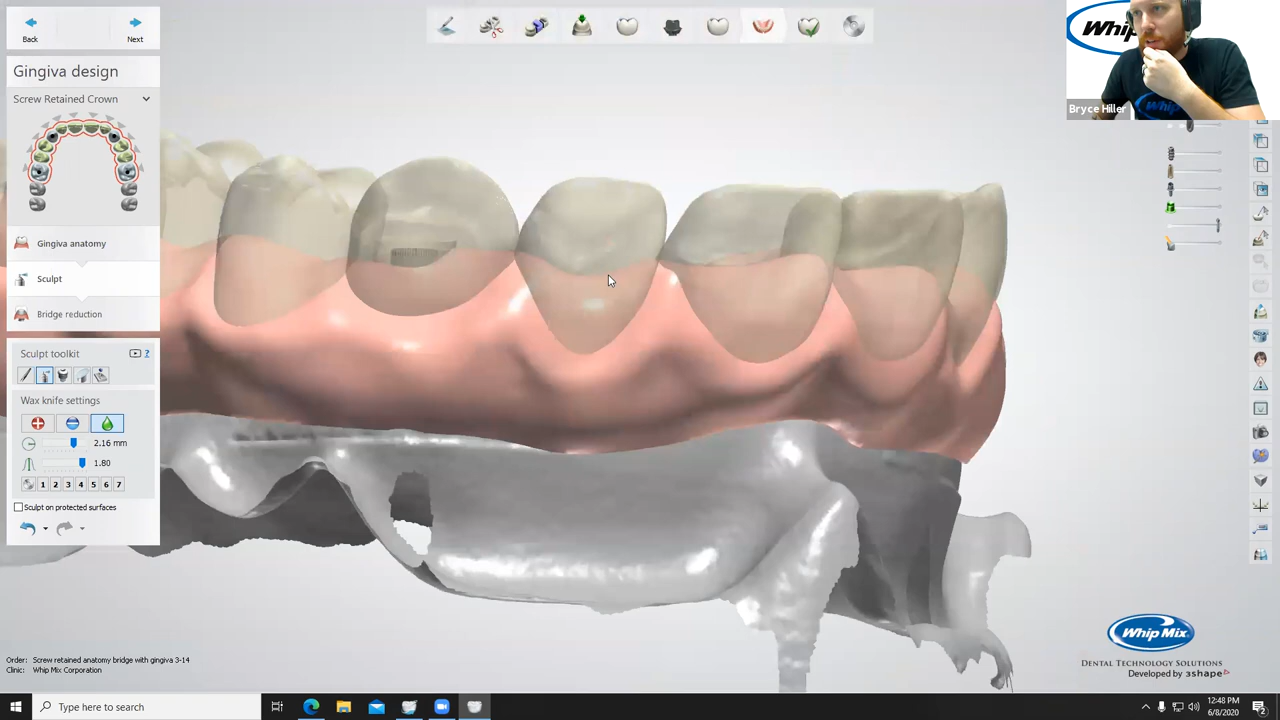 Back
Next
Gingiva design
Screw Retained Crown
Gingiva anatomy
Sculpt
Bridge reduction
Sculpt toolkit
?
Wax knife settings
2.16 mm
1.80
1 2 3 4 5 6 7
Sculpt on protected surfaces
Order: Screw retained anatomy bridge with gingiva 3-14
Clinic: Whip Mix Corporation
Whip
Bryce Hiller
Whip Mix
DENTAL TECHNOLOGY SOLUTIONS
Developed by 3shape
Type here to search
12:48 PM
6/8/2020
2